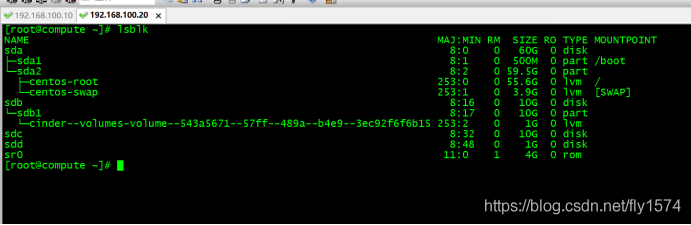 192.168.100.10 192.168.100.20 ×
[root@compute ~]# lsblk
NAME MAJ:MIN RM SIZE RO TYPE MOUNTPOINT
sda 8:0 0 60G 0 disk
├─sda1 8:1 0 500M 0 part /boot
└─sda2 8:2 0 59.5G 0 part
├─centos-root 253:0 0 55.6G 0 lvm /
└─centos-swap 253:1 0 3.9G 0 lvm [SWAP]
sdb 8:16 0 10G 0 disk
└─sdb1 8:17 0 10G 0 part
└─cinder--volumes-volume--543a5671--57ff--489a--b4e9--3ec92f6f6b15 253:2 0 1G 0 lvm
sdc 8:32 0 10G 0 disk
sdd 8:48 0 1G 0 disk
sr0 11:0 1 4G 0 rom
[root@compute ~]#
https://blog.csdn.net/fly1574